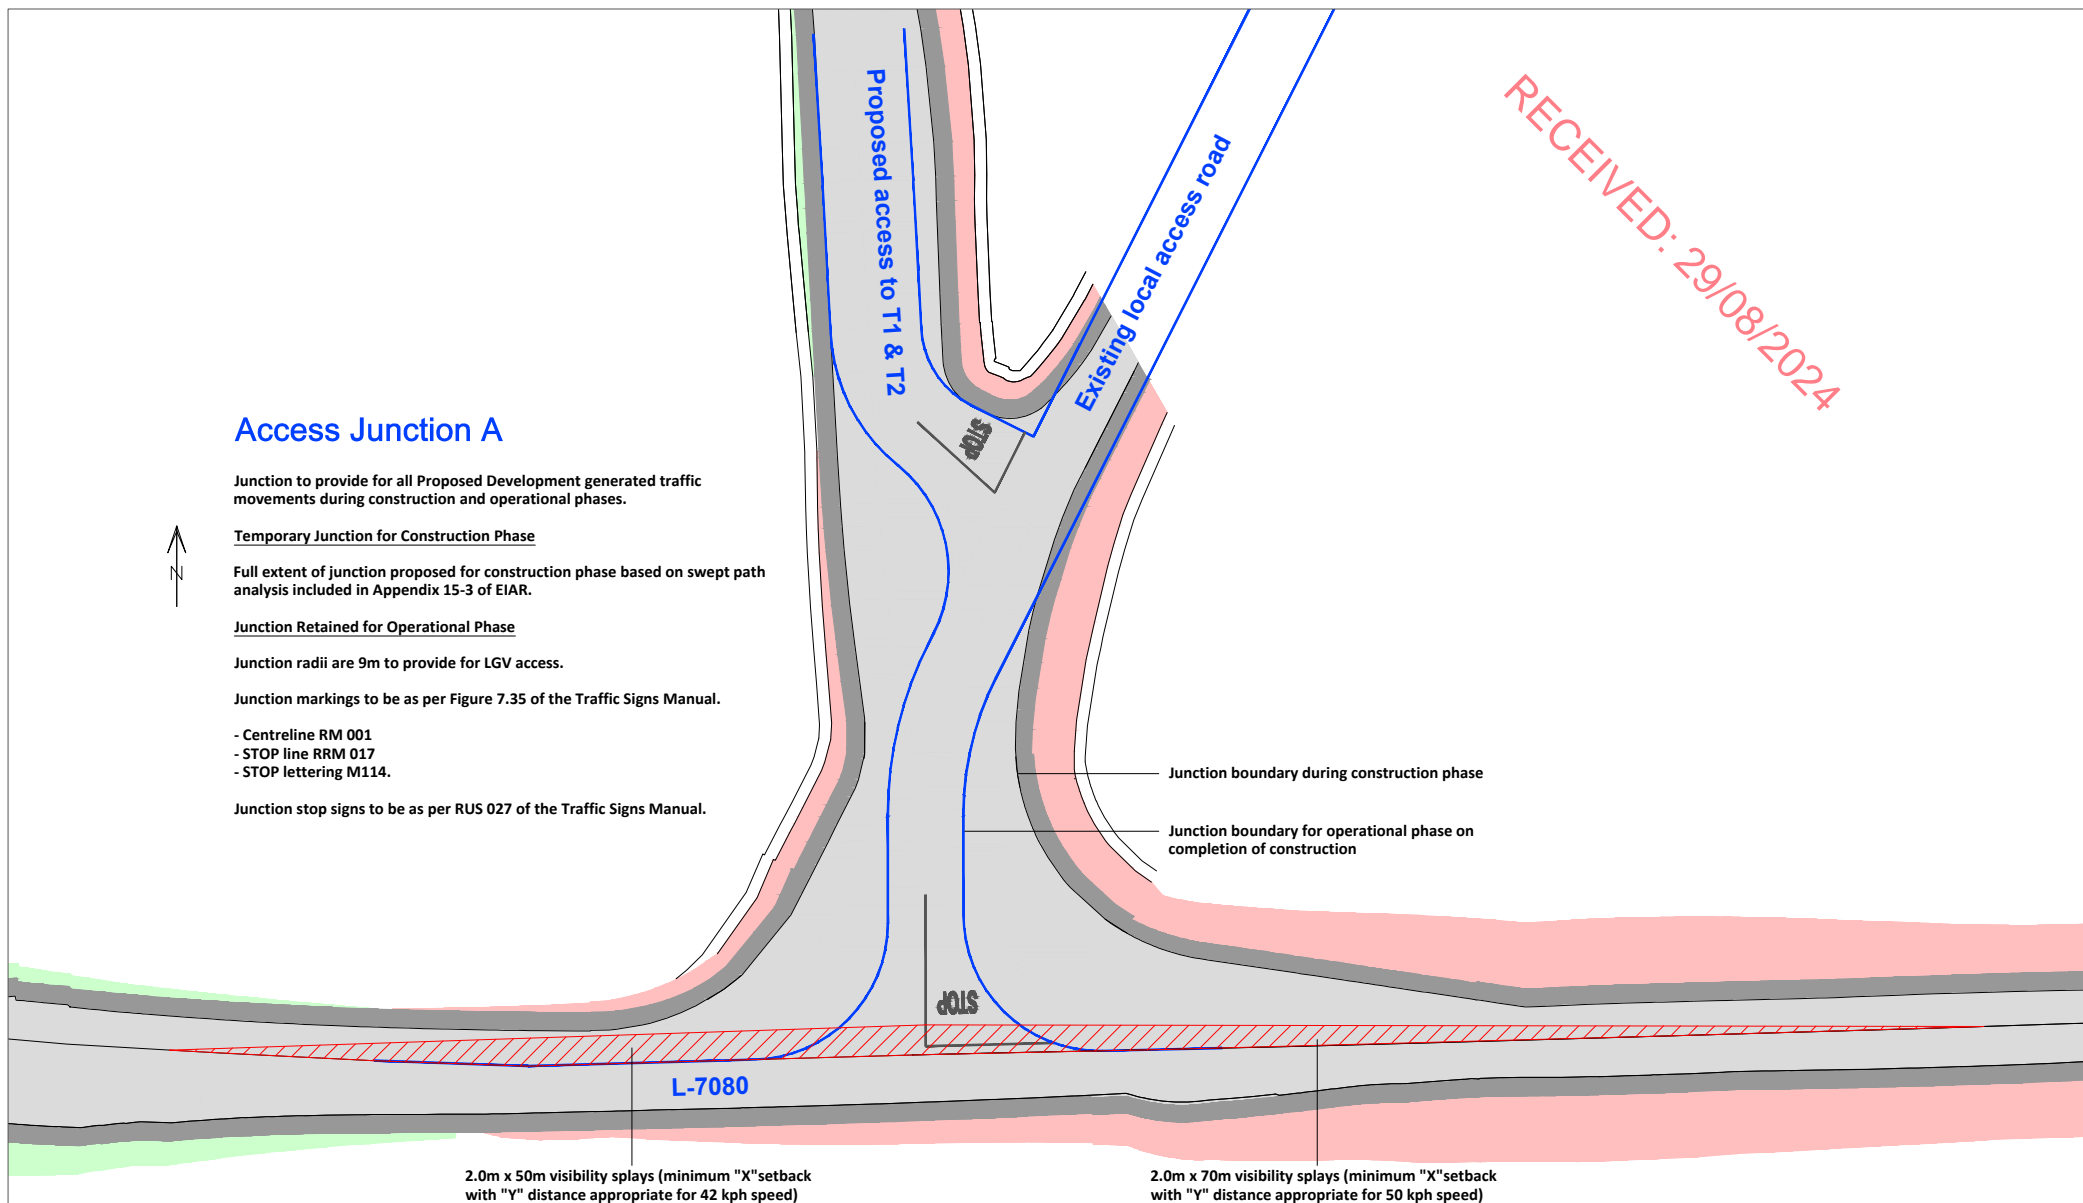 RECEIVED: 29/08/2024
Proposed access to T1 & T2
Existing local access road
STOP
Access Junction A
Junction to provide for all Proposed Development generated traffic
movements during construction and operational phases.
Temporary Junction for Construction Phase
N
Full extent of junction proposed for construction phase based on swept path
analysis included in Appendix 15-3 of EIAR.
Junction Retained for Operational Phase
Junction radii are 9m to provide for LGV access.
Junction markings to be as per Figure 7.35 of the Traffic Signs Manual.
- Centreline RM 001
- STOP line RRM 017
- STOP lettering M114.
Junction stop signs to be as per RUS 027 of the Traffic Signs Manual.
Junction boundary during construction phase
Junction boundary for operational phase on
completion of construction
STOP
L-7080
2.0m x 50m visibility splays (minimum "X"setback
with "Y" distance appropriate for 42 kph speed)
2.0m x 70m visibility splays (minimum "X"setback
with "Y" distance appropriate for 50 kph speed)